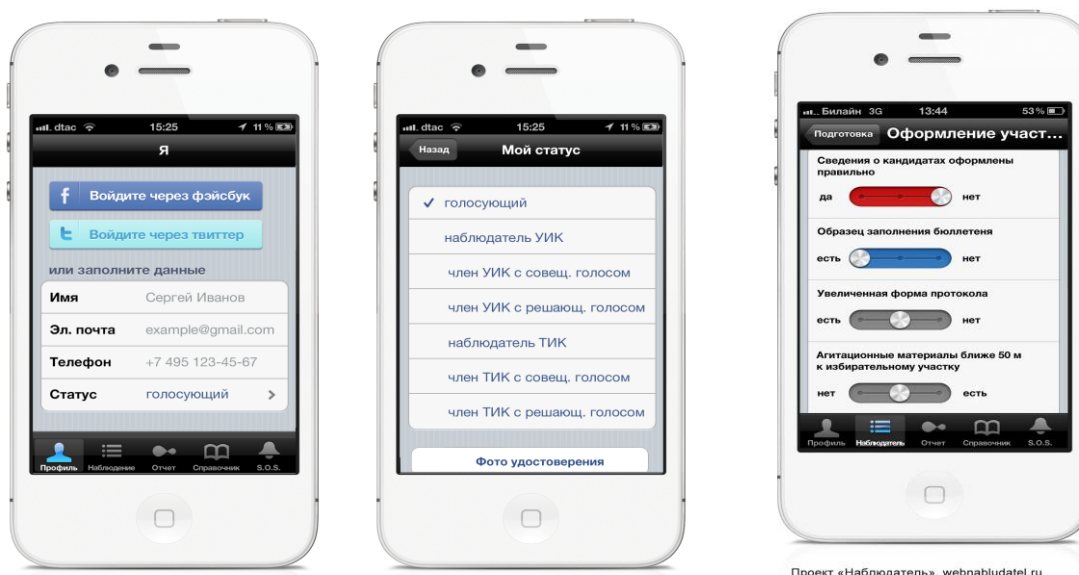 dtac 15:25 11 %
Я
Войдите через фэйсбук
Войдите через твиттер
или заполните данные
Имя Сергей Иванов
Эл. почта example@gmail.com
Телефон +7 495 123-45-67
Статус голосующий
Профиль Наблюдение Отчет Справочник S.O.S.
dtac 15:25 11 %
Назад Мой статус
голосующий
наблюдатель УИК
член УИК с совещ. голосом
член УИК с решающ. голосом
наблюдатель ТИК
член ТИК с совещ. голосом
член ТИК с решающ. голосом
Фото удостоверения
Билайн 3G 13:44 53 %
Подготовка Оформление участ...
Сведения о кандидатах оформлены
правильно
да нет
Образец заполнения бюллетеня
есть нет
Увеличенная форма протокола
есть нет
Агитационные материалы ближе 50 м
к избирательному участку
нет есть
Профиль Наблюдатель Отчет Справочник S.O.S.
Проект «Наблюдатель», webnabludatel.ru